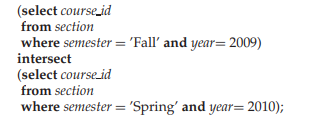 (select course_id
from section
where semester = 'Fall' and year= 2009)
intersect
(select course_id
from section
where semester = 'Spring' and year= 2010);